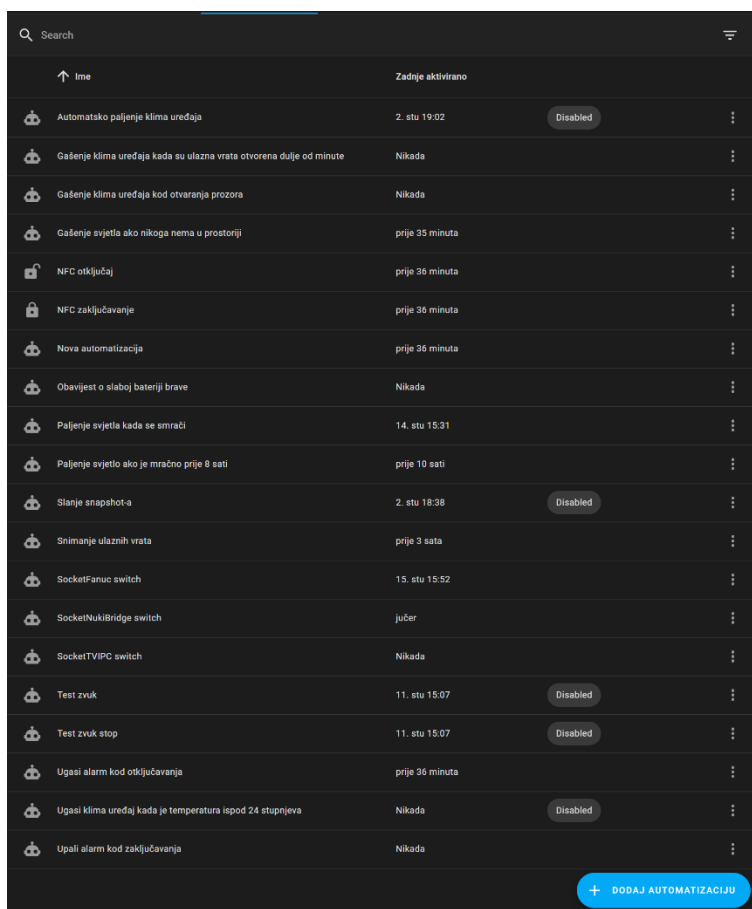 Search
Ime Zadnje aktivirano
Automatsko paljenje klima uređaja 2. stu 19:02 Disabled
Gašenje klima uređaja kada su ulazna vrata otvorena dulje od minute Nikada
Gašenje klima uređaja kod otvaranja prozora Nikada
Gašenje svjetla ako nikoga nema u prostoriji prije 35 minuta
NFC otključaj prije 36 minuta
NFC zaključavanje prije 36 minuta
Nova automatizacija prije 36 minuta
Obavijest o slaboj bateriji brave Nikada
Paljenje svjetla kada se smrači 14. stu 15:31
Paljenje svjetlo ako je mračno prije 8 sati prije 10 sati
Slanje snapshot-a 2. stu 18:38 Disabled
Snimanje ulaznih vrata prije 3 sata
SocketFanuc switch 15. stu 15:52
SocketNukiBridge switch jučer
SocketTVIPC switch Nikada
Test zvuk 11. stu 15:07 Disabled
Test zvuk stop 11. stu 15:07 Disabled
Ugasi alarm kod otključavanja prije 36 minuta
Ugasi klima uređaj kada je temperatura ispod 24 stupnjeva Nikada Disabled
Upali alarm kod zaključavanja Nikada
DODAJ AUTOMATIZACIJU